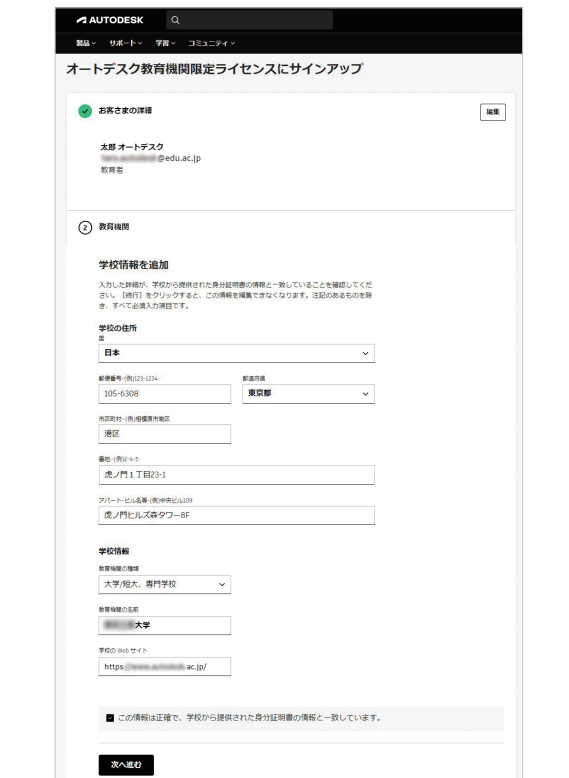 AUTODESK
製品 サポート 学習 コミュニティ
オートデスク教育機関限定ライセンスにサインアップ
お客さまの詳細
編集
太郎 オートデスク
@edu.ac.jp
教育者
2 教育機関
学校情報を追加
入力した詳細が、学校から提供された身分証明書の情報と一致していることを確認してくだ
さい。[続行] をクリックすると、この情報を編集できなくなります。注記のあるものを除
き、すべて必須入力項目です。
学校の住所
国
日本
郵便番号-(例)123-1234 都道府県
105-6308 東京都
市区町村-(例)相模原市南区
港区
番地-(例)2-4-5
虎ノ門1丁目23-1
アパート・ビル名等-(例)中央ビル109
虎ノ門ヒルズ森タワー8F
学校情報
教育機関の種類
大学/短大、専門学校
教育機関の名前
大学
学校の Web サイト
https ac.jp/
この情報は正確で、学校から提供された身分証明書の情報と一致しています。
次へ進む